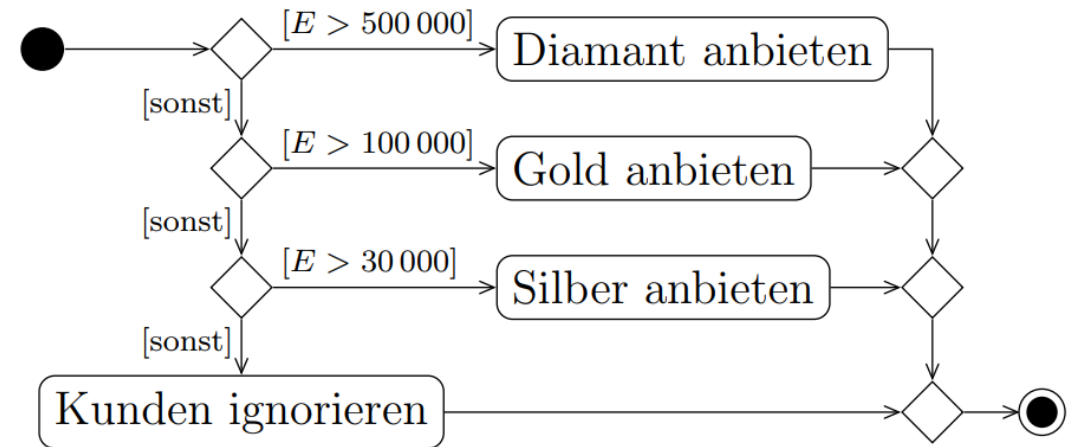 [E > 500 000]
Diamant anbieten
[sonst]
[E > 100 000]
Gold anbieten
[sonst]
[E > 30 000]
Silber anbieten
[sonst]
Kunden ignorieren